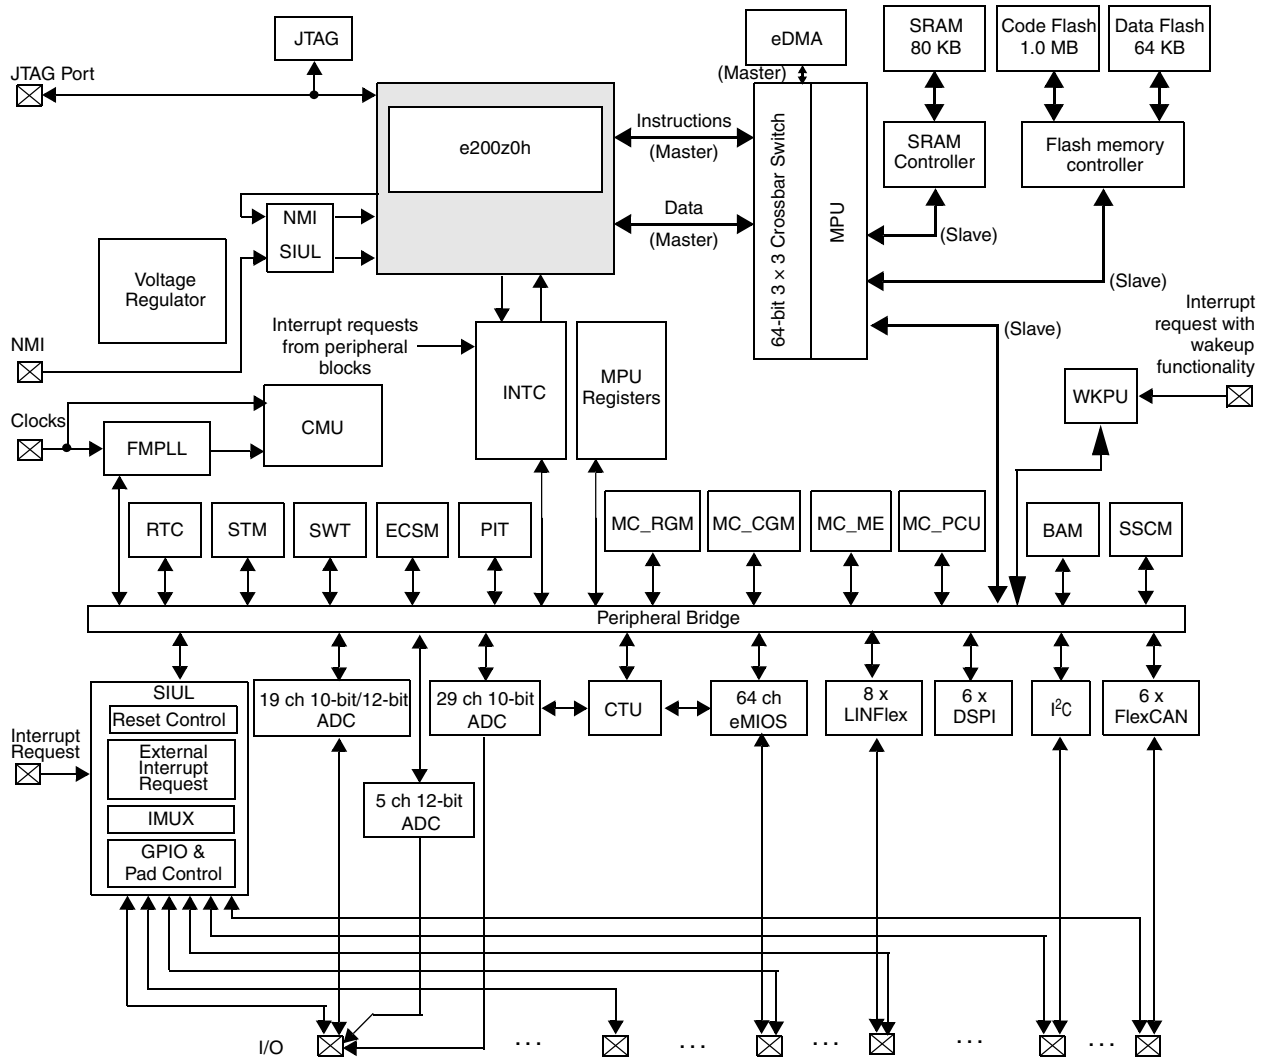 JTAG
eDMA
SRAM
80 KB
Code Flash
1.0 MB
Data Flash
64 KB
JTAG Port
(Master)
e200z0h
Instructions
(Master)
64-bit 3 × 3 Crossbar Switch
MPU
SRAM
Controller
Flash memory
controller
NMI
SIUL
Data
(Master)
(Slave)
(Slave)
(Slave)
Voltage
Regulator
Interrupt
request with
wakeup
functionality
NMI
Interrupt requests
from peripheral
blocks
INTC
MPU
Registers
WKPU
Clocks
FMPLL
CMU
RTC
STM
SWT
ECSM
PIT
MC_RGM
MC_CGM
MC_ME
MC_PCU
BAM
SSCM
Peripheral Bridge
SIUL
Reset Control
External
Interrupt
Request
IMUX
GPIO &
Pad Control
Interrupt
Request
19 ch 10-bit/12-bit
ADC
29 ch 10-bit
ADC
CTU
64 ch
eMIOS
8 x
LINFlex
6 x
DSPI
I²C
6 x
FlexCAN
5 ch 12-bit
ADC
I/O
...
...
...
...
...